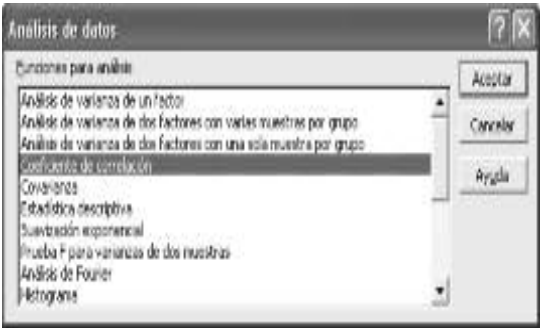 Análisis de datos
Funciones para análisis
Análisis de varianza de un factor
Análisis de varianza de dos factores con varias muestras por grupo
Análisis de varianza de dos factores con una sola muestra por grupo
Coeficiente de correlación
Covarianza
Estadística descriptiva
Suavización exponencial
Prueba F para varianzas de dos muestras
Análisis de Fourier
Histograma
Aceptar
Cancelar
Ayuda